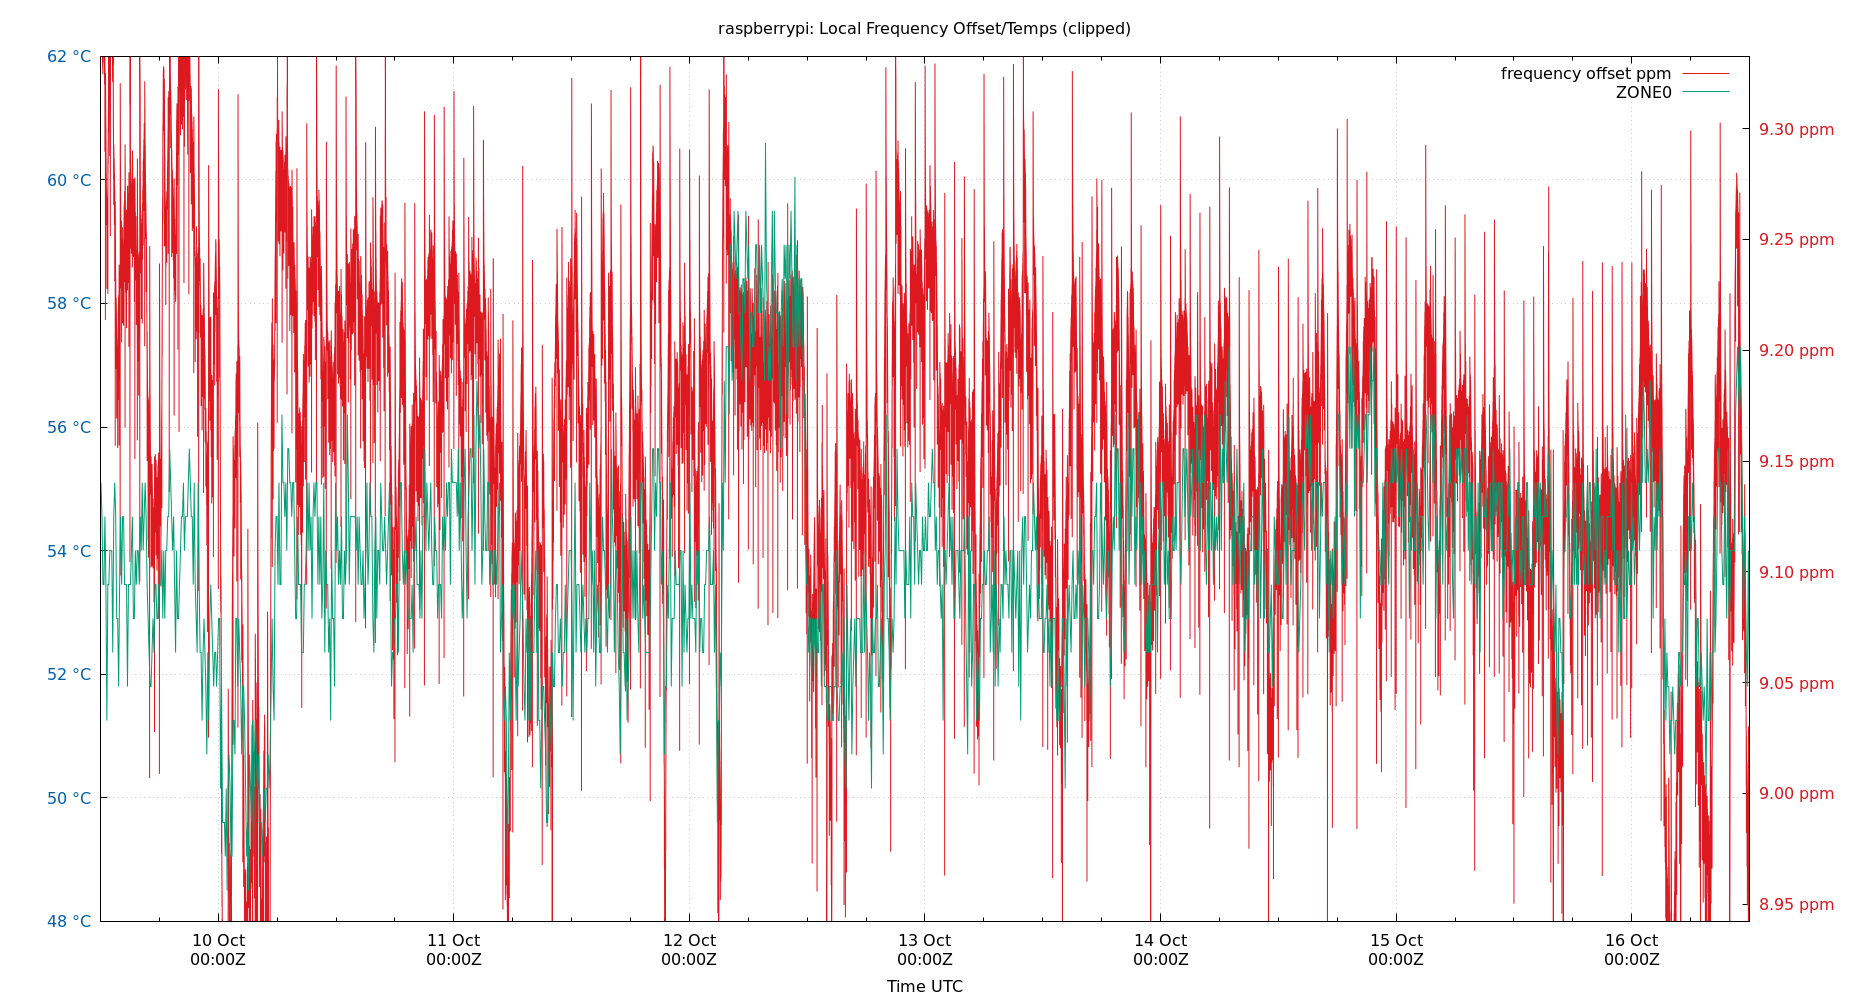 raspberrypi: Local Frequency Offset/Temps (clipped)
frequency offset ppm
ZONE0
62 °C
60 °C
58 °C
56 °C
54 °C
52 °C
50 °C
48 °C
9.30 ppm
9.25 ppm
9.20 ppm
9.15 ppm
9.10 ppm
9.05 ppm
9.00 ppm
8.95 ppm
10 Oct
00:00Z
11 Oct
00:00Z
12 Oct
00:00Z
13 Oct
00:00Z
14 Oct
00:00Z
15 Oct
00:00Z
16 Oct
00:00Z
Time UTC